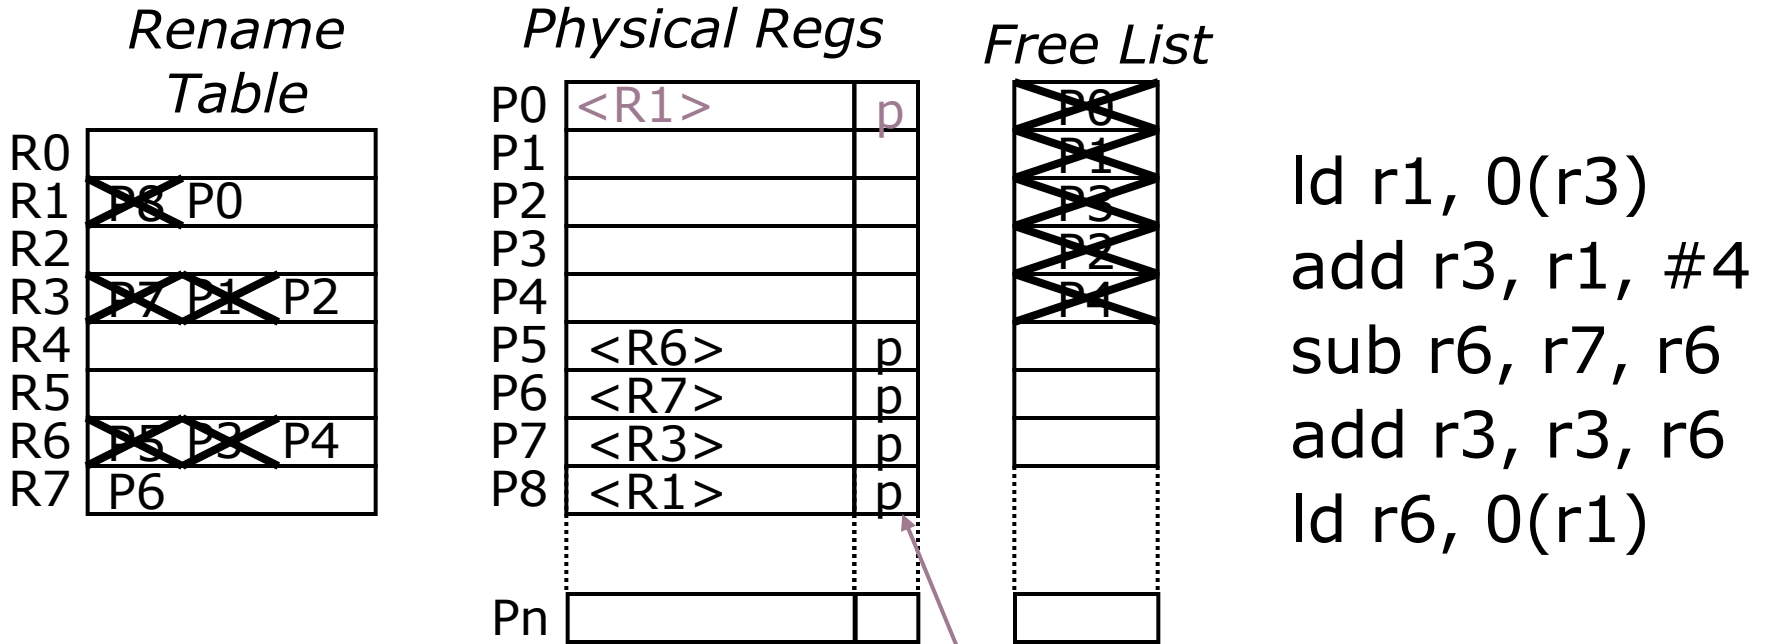 Rename
Table
R0
R1 P8 P0
R2
R3 P7 P1 P2
R4
R5
R6 P5 P3 P4
R7 P6
Physical Regs
P0 <R1> p
P1
P2
P3
P4
P5 <R6> p
P6 <R7> p
P7 <R3> p
P8 <R1> p
Pn
Free List
P0
P1
P3
P2
P4
ld r1, 0(r3)
add r3, r1, #4
sub r6, r7, r6
add r3, r3, r6
ld r6, 0(r1)